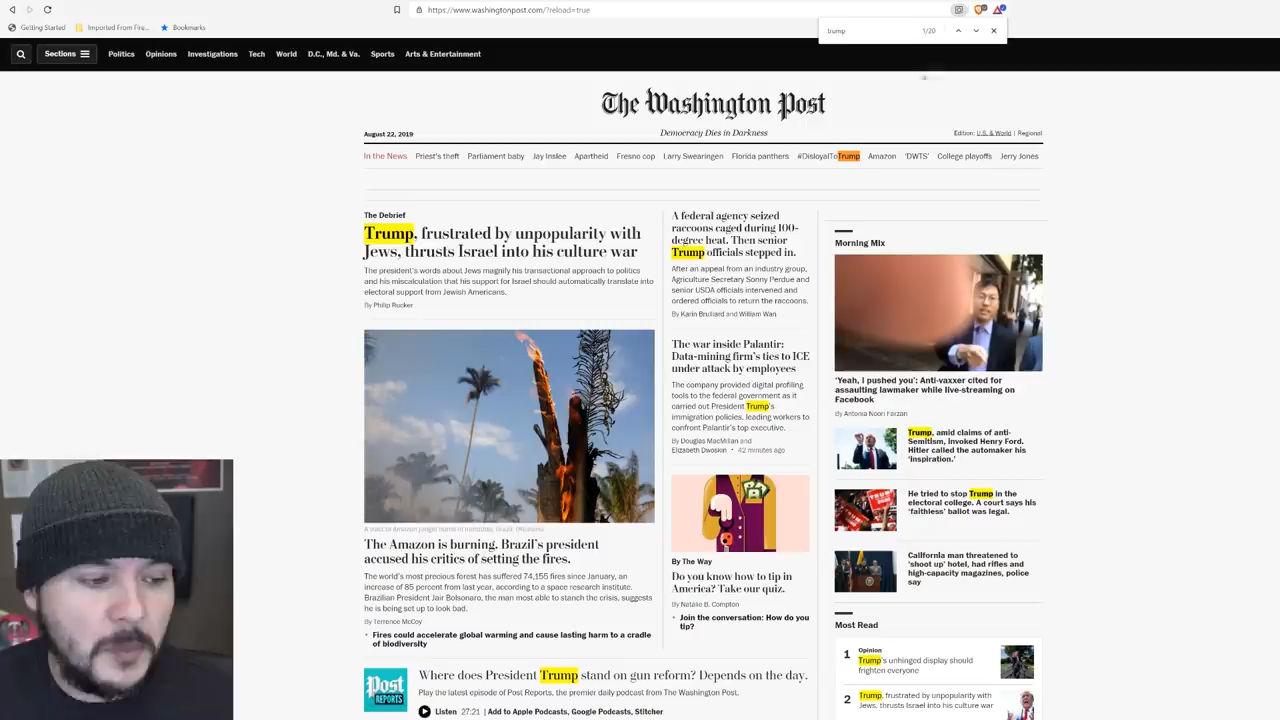 https://www.washingtonpost.com/?reload=true
Getting Started
Imported From Fire...
Bookmarks
trump
1/20
Sections
Politics
Opinions
Investigations
Tech
World
D.C., Md. & Va.
Sports
Arts & Entertainment
The Washington Post
August 22, 2019
Democracy Dies in Darkness
Edition: U.S. & World | Regional
In the News
Priest's theft
Parliament baby
Jay Inslee
Apartheid
Fresno cop
Larry Swearingen
Florida panthers
#DisloyalToTrump
Amazon
'DWTS'
College playoffs
Jerry Jones
The Debrief
Trump, frustrated by unpopularity with
Jews, thrusts Israel into his culture war
The president's words about Jews magnify his transactional approach to politics
and his miscalculation that his support for Israel should automatically translate into
electoral support from Jewish Americans.
By Philip Rucker
The Amazon is burning. Brazil's president
accused his critics of setting the fires.
The world's most precious forest has suffered 74,155 fires since January, an
increase of 85 percent from last year, according to a space research institute.
Brazilian President Jair Bolsonaro, the man most able to stanch the crisis, suggests
he is being set up to look bad.
By Terrence McCoy
Fires could accelerate global warming and cause lasting harm to a cradle
of biodiversity
Post
REPORTS
Where does President Trump stand on gun reform? Depends on the day.
Play the latest episode of Post Reports, the premier daily podcast from The Washington Post.
Listen 27:21 | Add to Apple Podcasts, Google Podcasts, Stitcher
A federal agency seized
raccoons caged during 100-
degree heat. Then senior
Trump officials stepped in.
After an appeal from an industry group,
Agriculture Secretary Sonny Perdue and
senior USDA officials intervened and
ordered officials to return the raccoons.
By Karin Brulliard and William Wan
The war inside Palantir:
Data-mining firm's ties to ICE
under attack by employees
The company provided digital profiling
tools to the federal government as it
carried out President Trump's
immigration policies, leading workers to
confront Palantir's top executive.
By Douglas MacMillan and
Elizabeth Dwoskin • 42 minutes ago
By The Way
Do you know how to tip in
America? Take our quiz.
By Natalie B. Compton
Join the conversation: How do you
tip?
Morning Mix
'Yeah, I pushed you': Anti-vaxxer cited for
assaulting lawmaker while live-streaming on
Facebook
By Antonia Noori Farzan
Trump, amid claims of anti-
Semitism, invoked Henry Ford.
Hitler called the automaker his
'inspiration.'
He tried to stop Trump in the
electoral college. A court says his
'faithless' ballot was legal.
California man threatened to
'shoot up' hotel, had rifles and
high-capacity magazines, police
say
Most Read
1
Opinion
Trump's unhinged display should
frighten everyone
2
Trump, frustrated by unpopularity with
Jews, thrusts Israel into his culture war